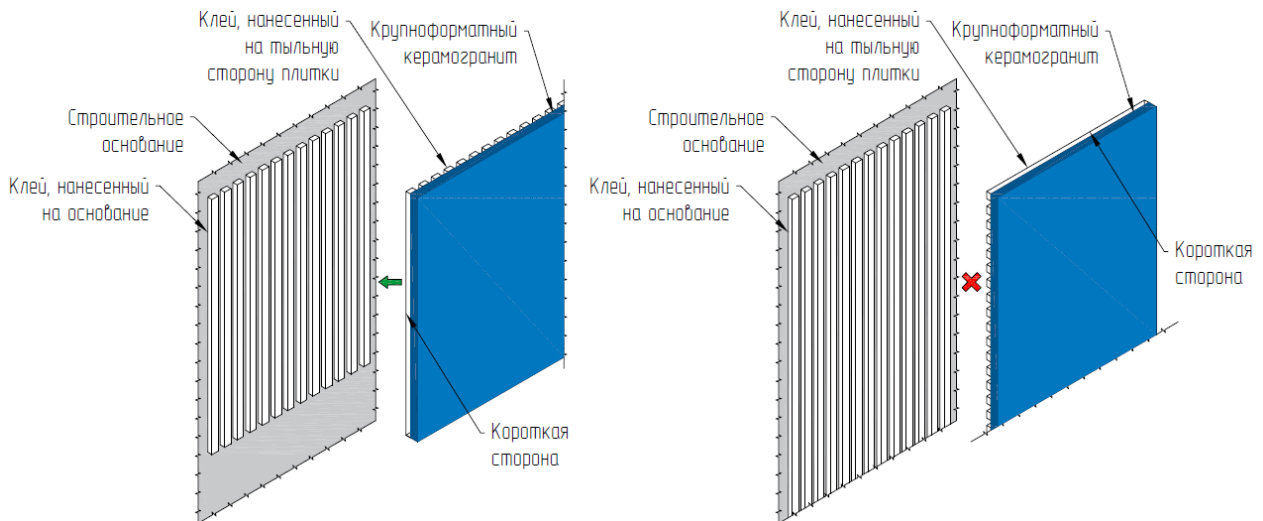 Клей, нанесенный
на тыльную
сторону плитки
Крупноформатный
керамогранит
Строительное
основание
Клей, нанесенный
на основание
Короткая
сторона
Клей, нанесенный
на тыльную
сторону плитки
Крупноформатный
керамогранит
Строительное
основание
Клей, нанесенный
на основание
Короткая
сторона